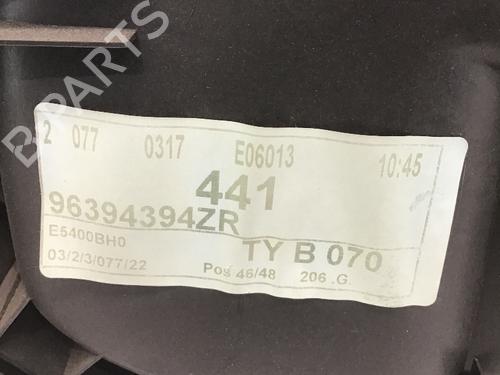 B PARTS
2 077 0317 E06013 10:45
441
96394394ZR
E5400BH0 TY B 070
03/2/3/077/22 Pos 46/48 206 .G.